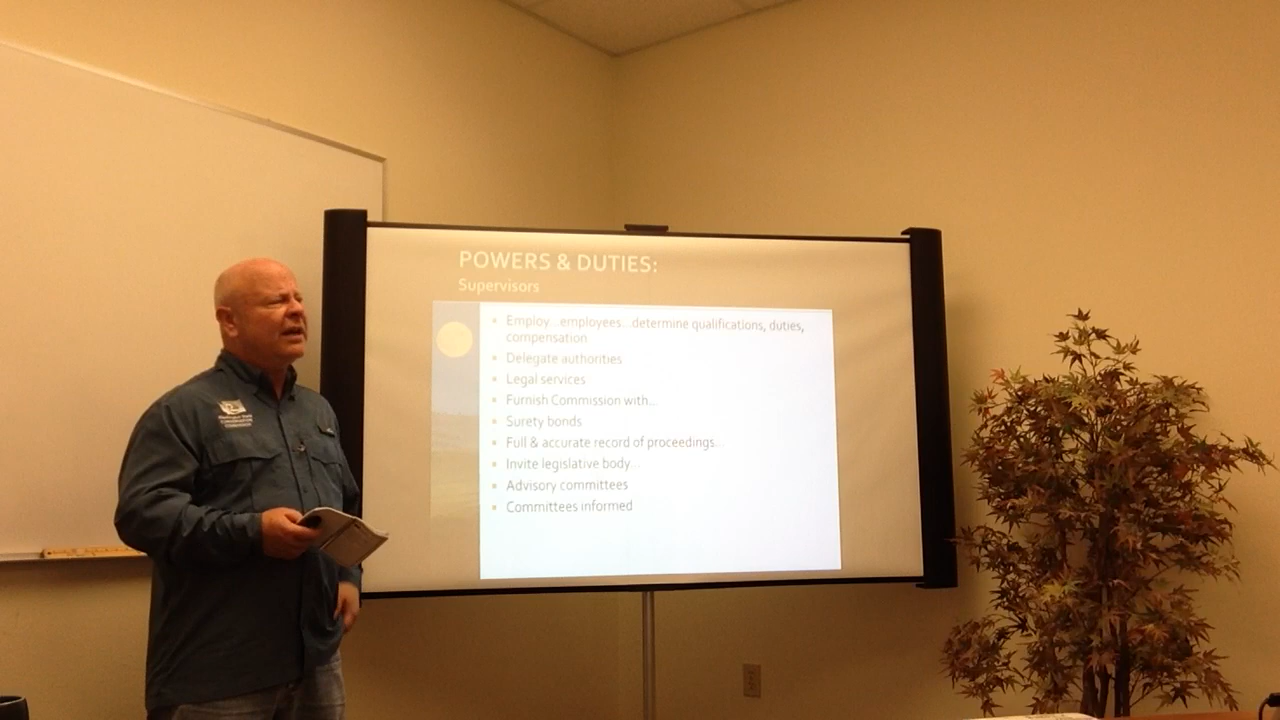 POWERS & DUTIES:
Supervisors
Employ...employees...determine qualifications, duties,
compensation
Delegate authorities
Legal services
Furnish Commission with...
Surety bonds
Full & accurate record of proceedings...
Invite legislative body...
Advisory committees
Committees informed